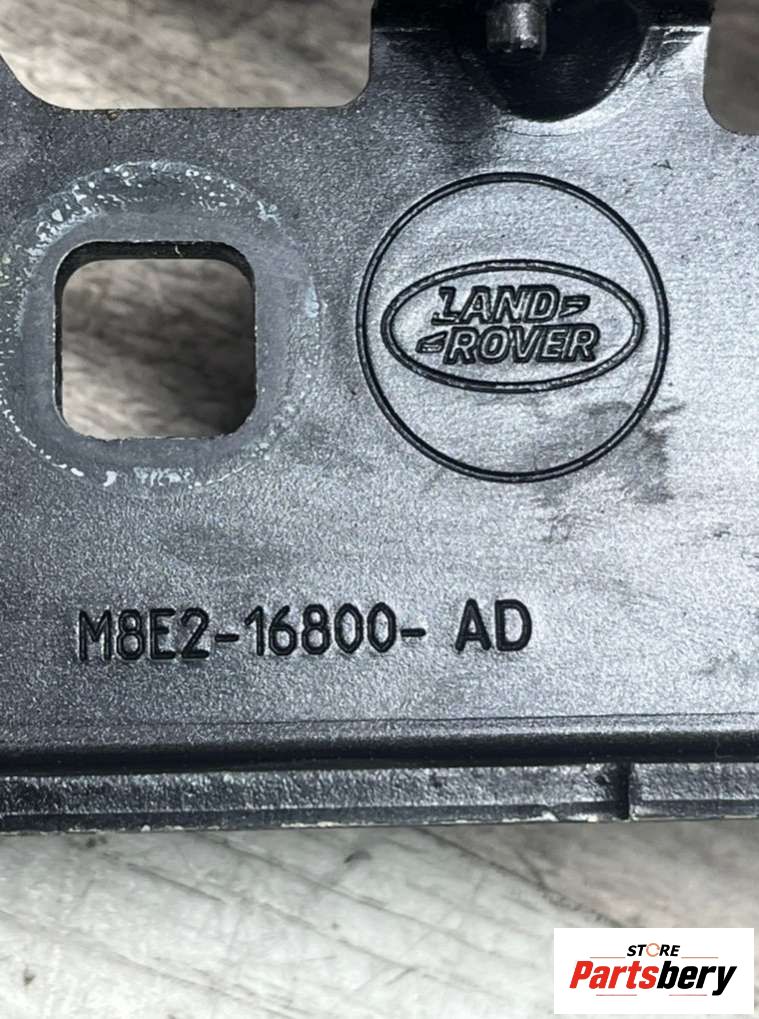 LAND
ROVER
M8E2-16800- AD
STORE
Partsbery